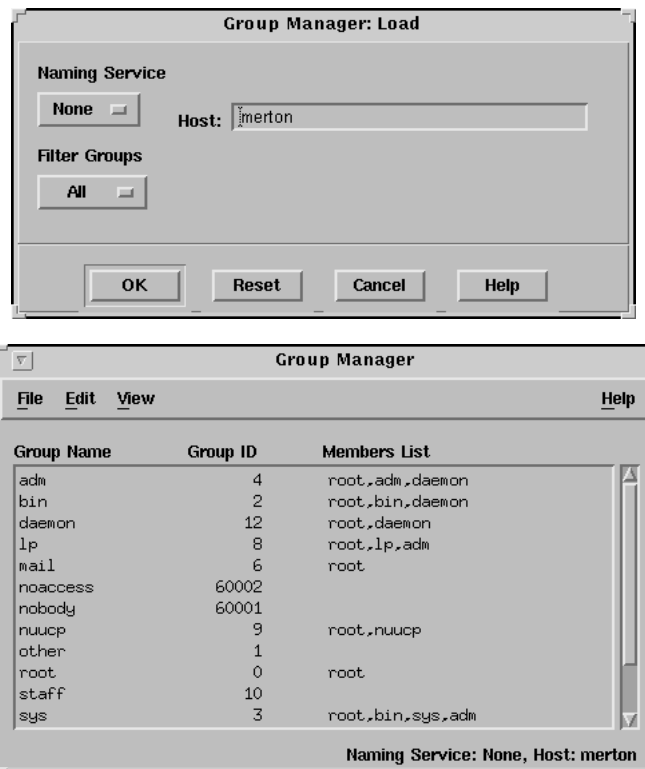 Group Manager: Load
Naming Service
None
Host: merton
Filter Groups
All
OK Reset Cancel Help
Group Manager
File Edit View Help
Group Name Group ID Members List
adm 4 root,adm,daemon
bin 2 root,bin,daemon
daemon 12 root,daemon
lp 8 root,lp,adm
mail 6 root
noaccess 60002
nobody 60001
nuucp 9 root,nuucp
other 1
root 0 root
staff 10
sys 3 root,bin,sys,adm
Naming Service: None, Host: merton